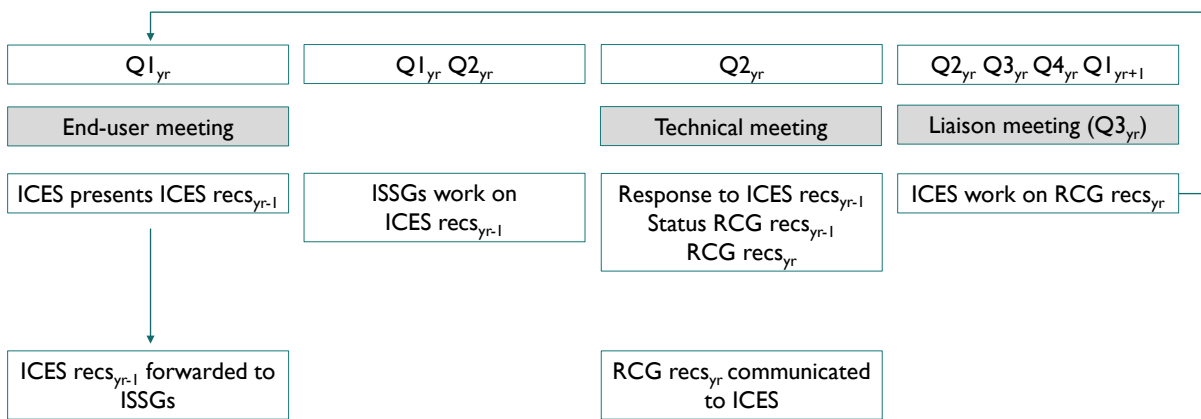 Q1yr
Q1yr Q2yr
Q2yr
Q2yr Q3yr Q4yr Q1yr+1
End-user meeting
Technical meeting
Liaison meeting (Q3yr)
ICES presents ICES recsyr-1
ISSGs work on
ICES recsyr-1
Response to ICES recsyr-1
Status RCG recsyr-1
RCG recsyr
ICES work on RCG recsyr
ICES recsyr-1 forwarded to
ISSGs
RCG recsyr communicated
to ICES